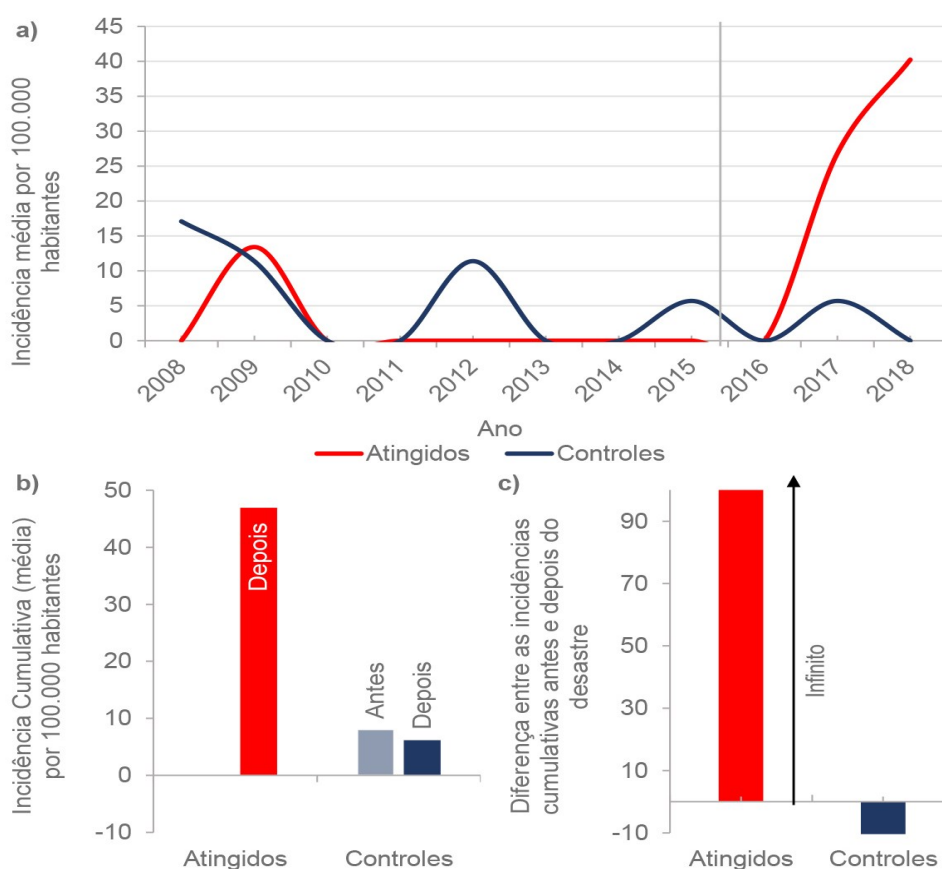 a)
Incidência média por 100.000
habitantes
45
40
35
30
25
20
15
10
5
0
2008
2009
2010
2011
2012
2013
2014
2015
2016
2017
2018
Ano
Atingidos
Controles
b)
Incidência Cumulativa (média)
por 100.000 habitantes
50
40
30
20
10
0
-10
Depois
Antes
Depois
Atingidos
Controles
c)
Diferença entre as incidências
cumulativas antes e depois do
desastre
90
70
50
30
10
-10
Infinito
Atingidos
Controles